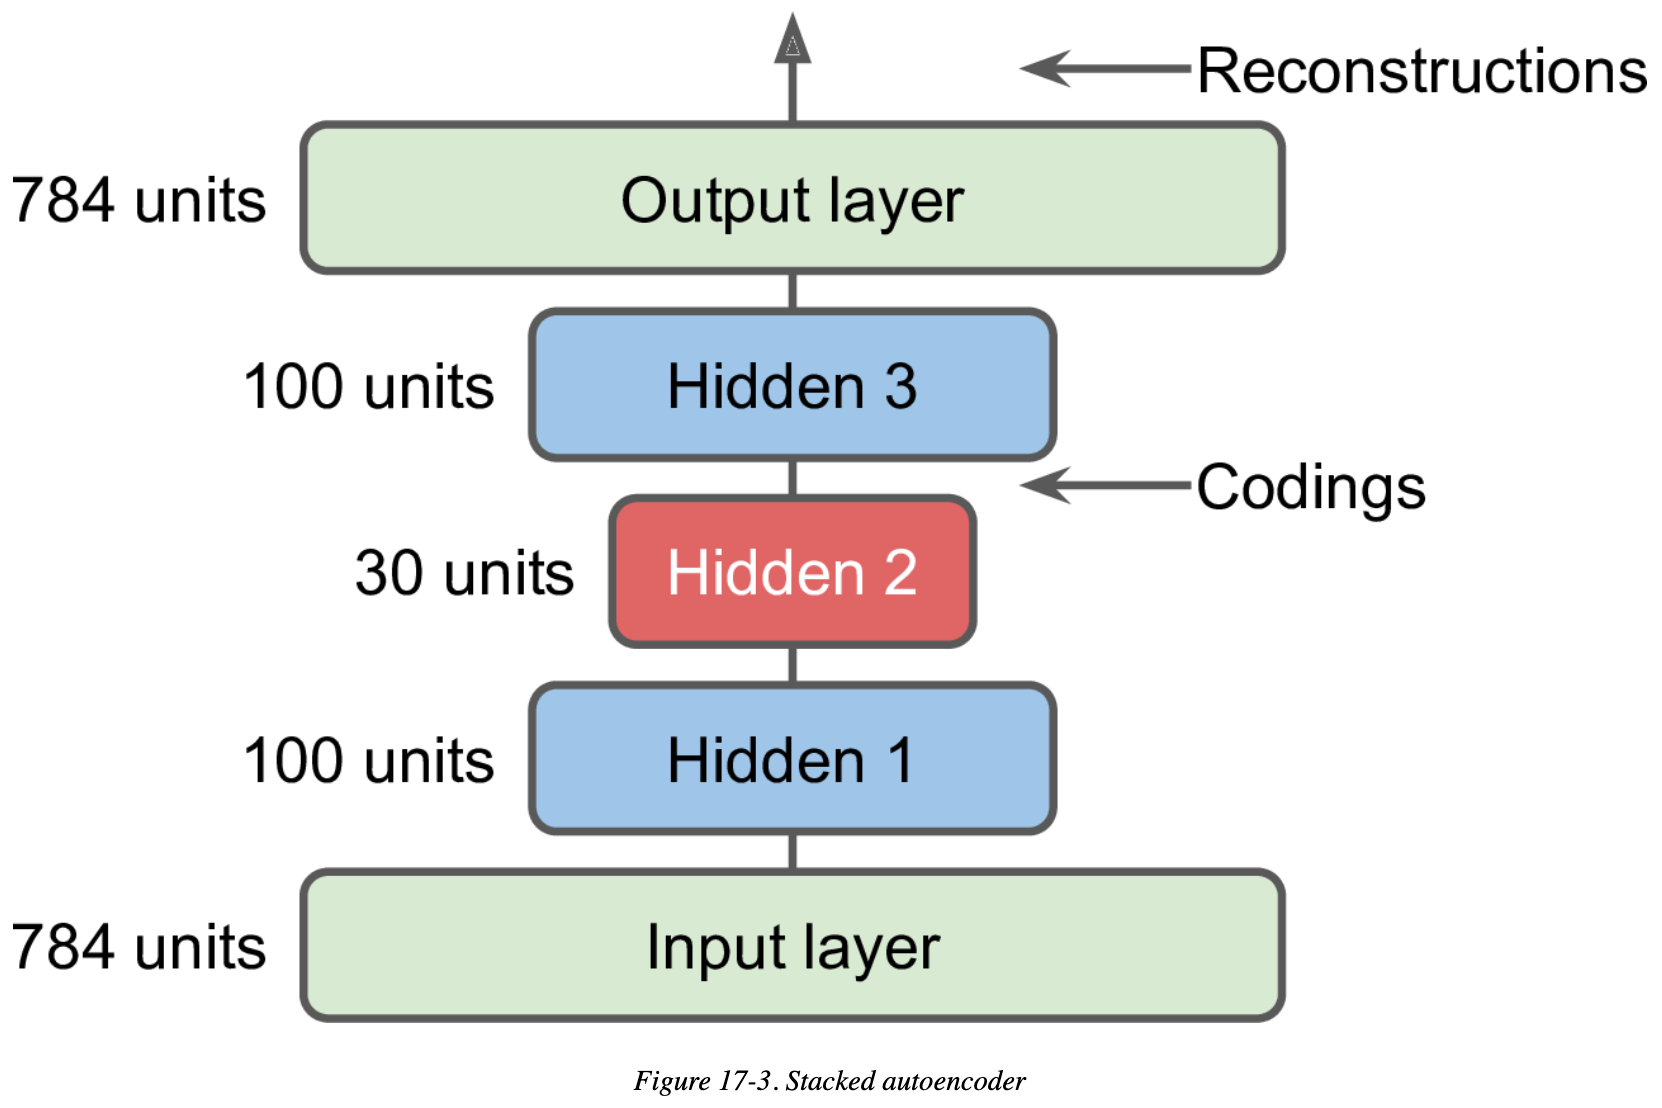 Reconstructions
784 units
Output layer
100 units
Hidden 3
Codings
30 units
Hidden 2
100 units
Hidden 1
784 units
Input layer
Figure 17-3. Stacked autoencoder